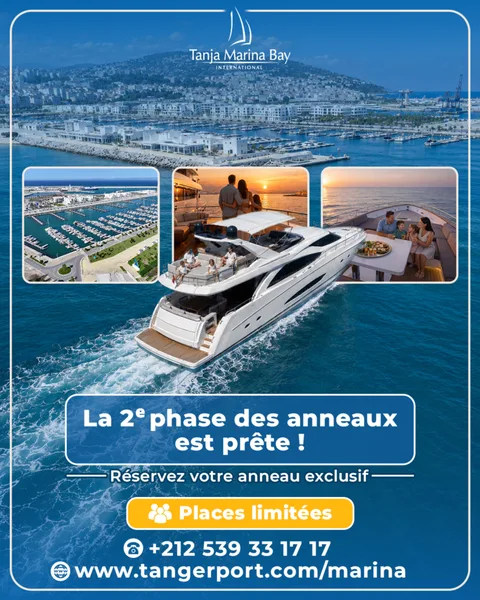 Tanja Marina Bay
INTERNATIONAL
La 2e phase des anneaux
est prête !
Réservez votre anneau exclusif
Places limitées
+212 539 33 17 17
www.tangerport.com/marina